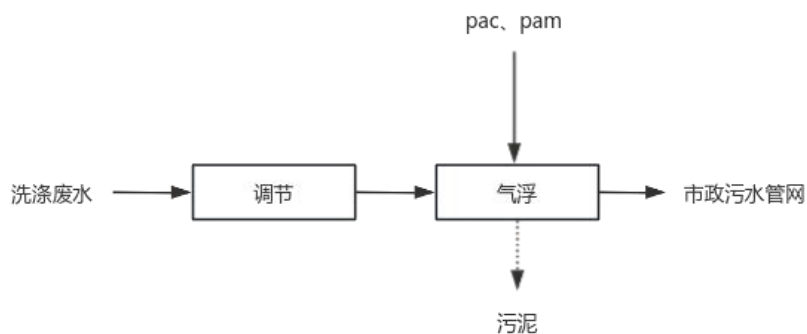 pac、pam
洗涤废水
调节
气浮
市政污水管网
污泥